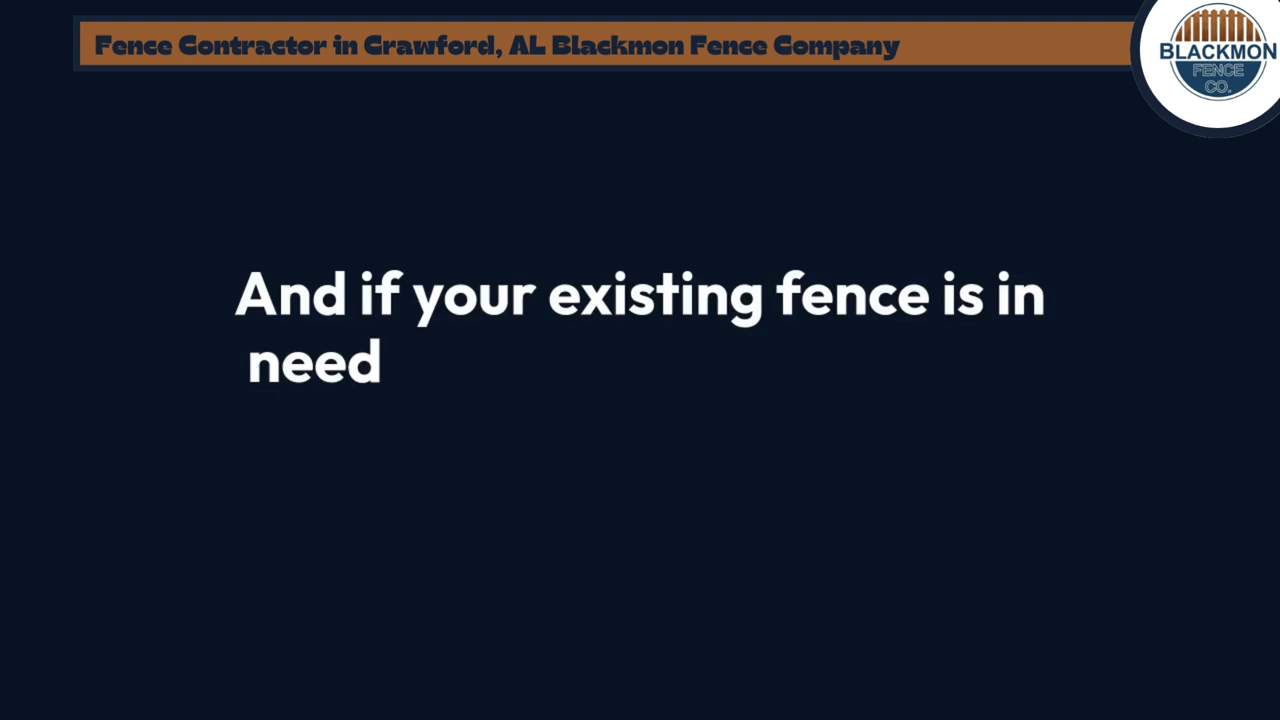 Fence Contractor in Crawford, AL Blackmon Fence Company
BLACKMON
FENCE
CO.
And if your existing fence is in
need